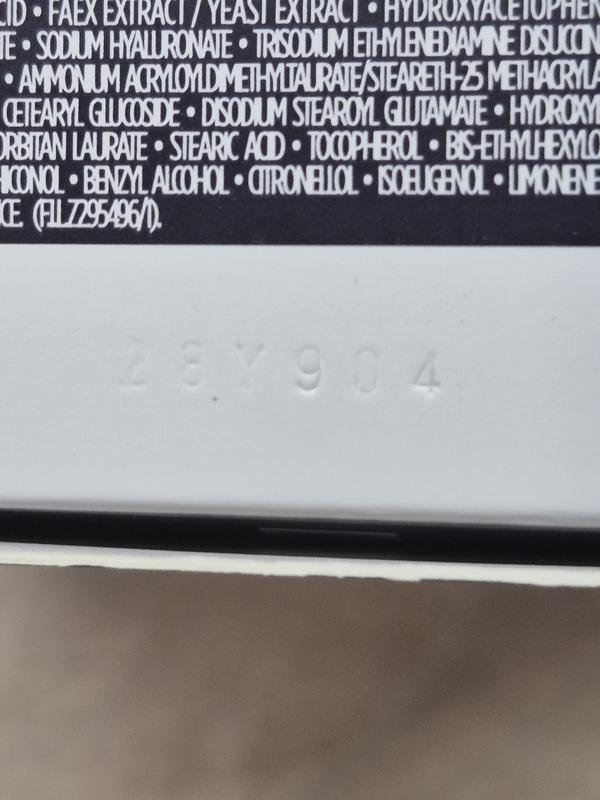 CID • FAEX EXTRACT / YEAST EXTRACT • HYDROXYACETOPHEN
TE • SODIUM HYALURONATE • TRISODIUM ETHYLENEDIAMINE DISUCCIN
• AMMONIUM ACRYLOYLDIMETHYLTAURATE/STEARETH-25 METHACRYLA
CETEARYL GLUCOSIDE • DISODIUM STEAROYL GLUTAMATE • HYDROXY
ORBITAN LAURATE • STEARIC ACID • TOCOPHEROL • BIS-ETHYLHEXYLO
HICONOL • BENZYL ALCOHOL • CITRONELLOL • ISOEUGENOL • LIMONENE
CE (F.I.L. Z295496/1).
28Y904